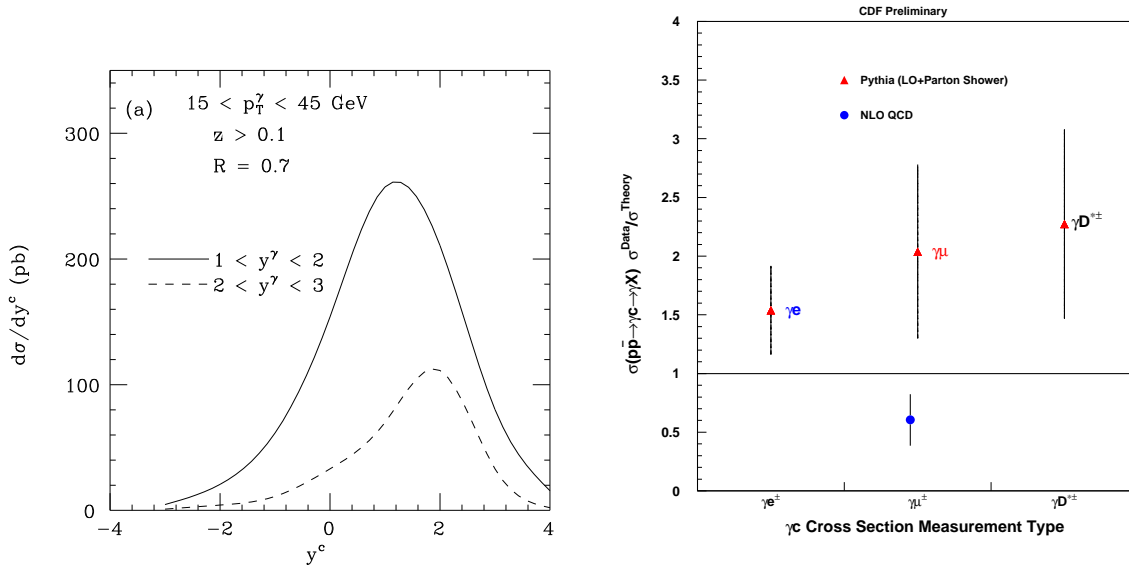 (a)
15 < p_T^γ < 45 GeV
z > 0.1
R = 0.7
1 < y^γ < 2
2 < y^γ < 3
300
200
100
0
−4
−2
0
2
4
dσ/dy^c (pb)
y^c
CDF Preliminary
Pythia (LO+Parton Shower)
NLO QCD
γe
γμ
γD^*±
4
3.5
3
2.5
2
1.5
1
0.5
0
σ(pp̄→γc→γX) σ^Data/σ^Theory
γe^±
γμ^±
γD^*±
γc Cross Section Measurement Type